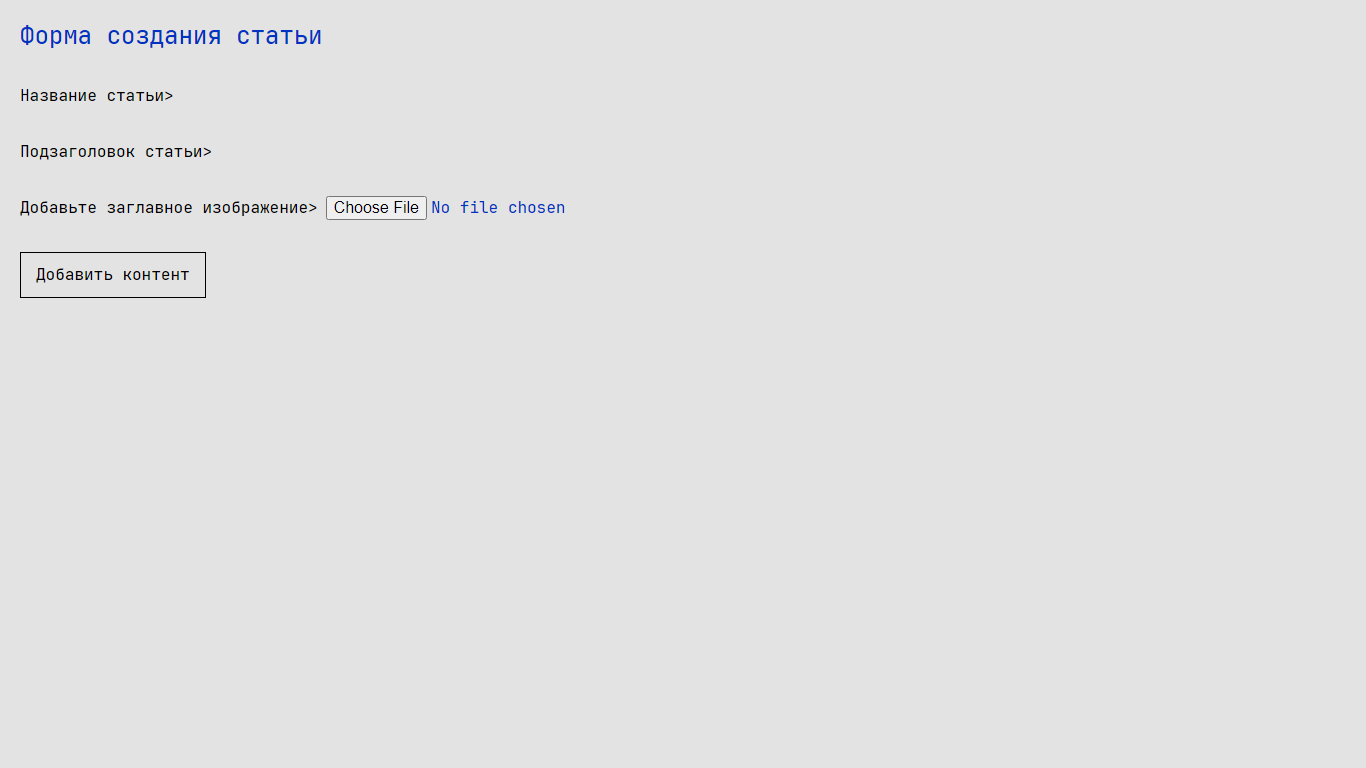 Форма создания статьи
Название статьи>
Подзаголовок статьи>
Добавьте заглавное изображение> Choose File No file chosen
Добавить контент